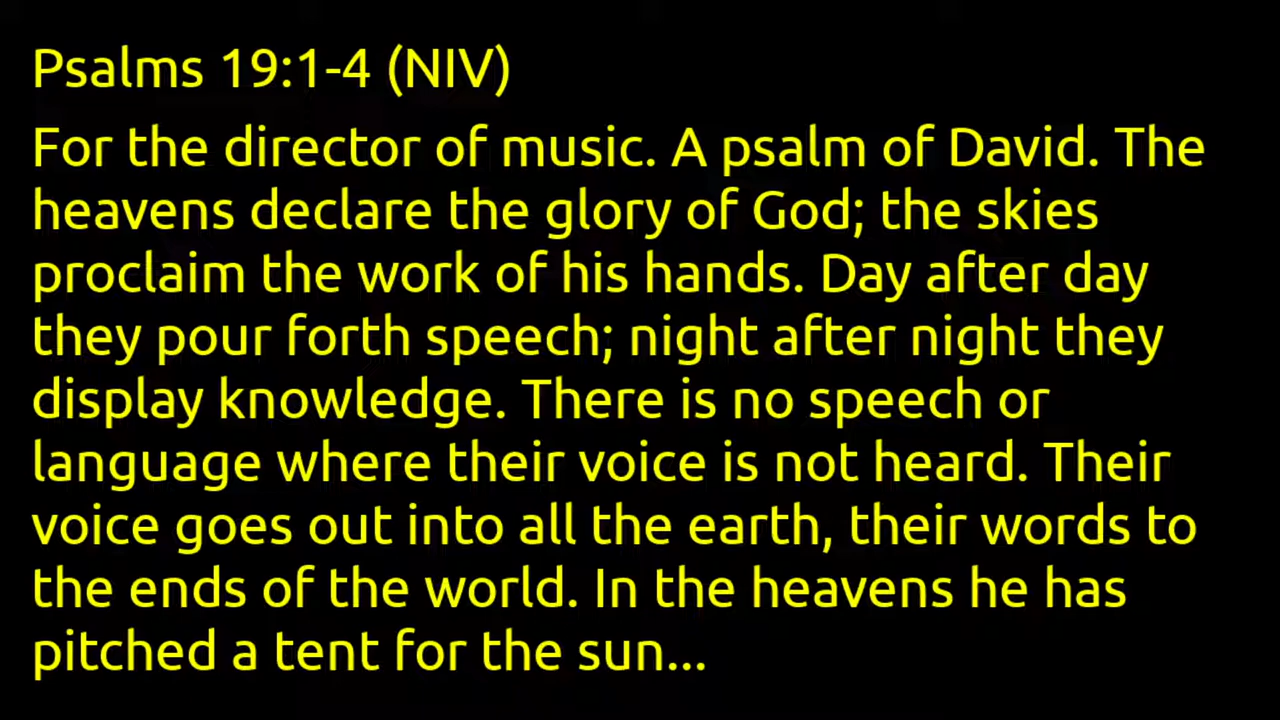 Psalms 19:1-4 (NIV)
For the director of music. A psalm of David. The
heavens declare the glory of God; the skies
proclaim the work of his hands. Day after day
they pour forth speech; night after night they
display knowledge. There is no speech or
language where their voice is not heard. Their
voice goes out into all the earth, their words to
the ends of the world. In the heavens he has
pitched a tent for the sun...